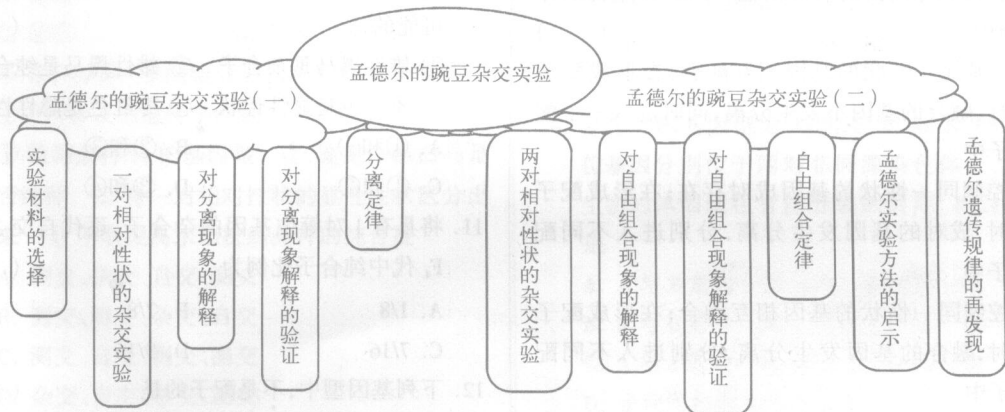 孟德尔的豌豆杂交实验
孟德尔的豌豆杂交实验(一)
孟德尔的豌豆杂交实验(二)
实验材料的选择
一对相对性状的杂交实验
对分离现象的解释
对分离现象解释的验证
分离定律
两对相对性状的杂交实验
对自由组合现象的解释
对自由组合现象解释的验证
自由组合定律
孟德尔实验方法的启示
孟德尔遗传规律的再发现